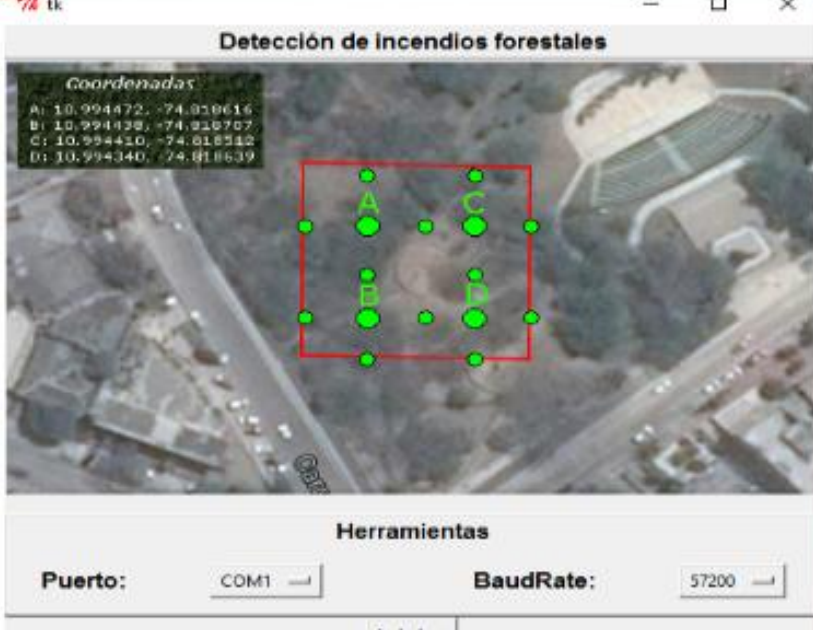 tk
Detección de incendios forestales
Coordenadas
A: 10.994472, -74.818616
B: 10.994438, -74.818707
C: 10.994410, -74.818512
D: 10.994340, -74.818639
A C
B D
Herramientas
Puerto: COM1 BaudRate: 57200